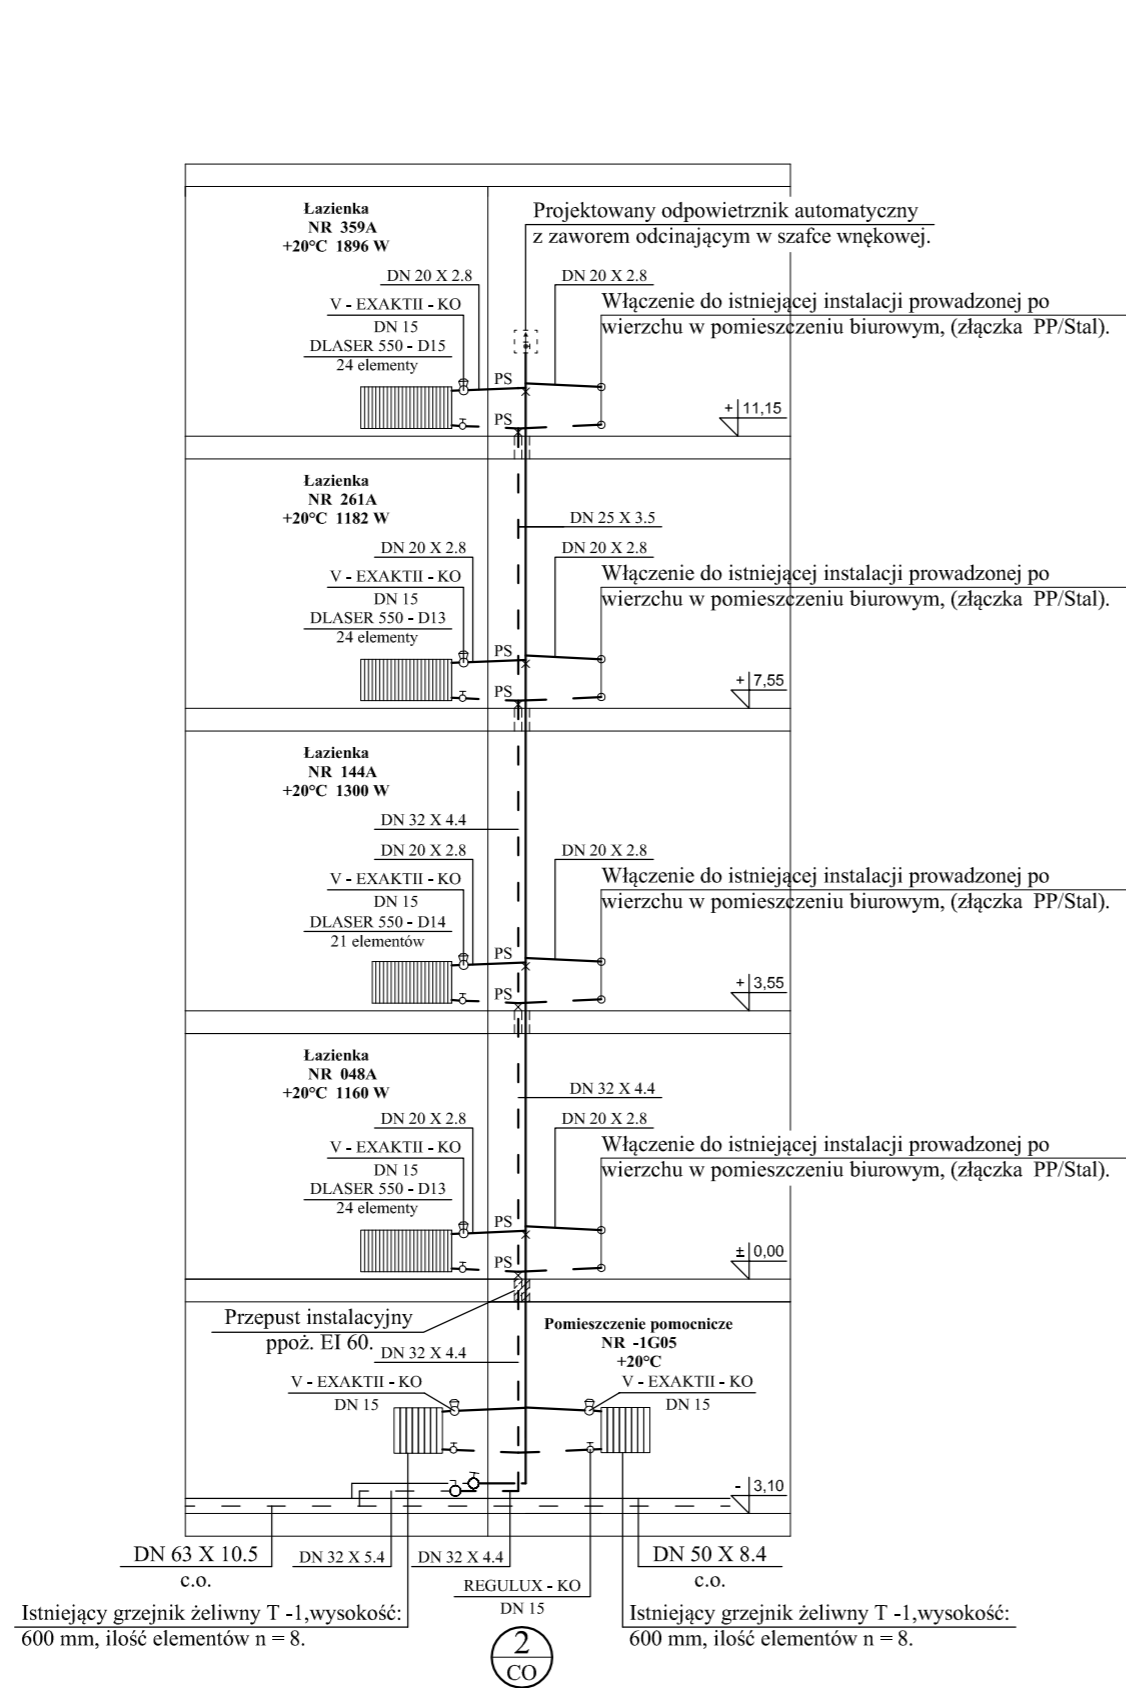 Łazienka
NR 359A
+20°C 1896 W
Projektowany odpowietrznik automatyczny
z zaworem odcinającym w szafce wnękowej.
DN 20 X 2.8
DN 20 X 2.8
V - EXAKTII - KO
DN 15
DLASER 550 - D15
24 elementy
Włączenie do istniejącej instalacji prowadzonej po
wierzchu w pomieszczeniu biurowym, (złączka PP/Stal).
PS
PS
+ 11,15
Łazienka
NR 261A
+20°C 1182 W
DN 25 X 3.5
DN 20 X 2.8
DN 20 X 2.8
V - EXAKTII - KO
DN 15
DLASER 550 - D13
24 elementy
Włączenie do istniejącej instalacji prowadzonej po
wierzchu w pomieszczeniu biurowym, (złączka PP/Stal).
PS
PS
+ 7,55
Łazienka
NR 144A
+20°C 1300 W
DN 32 X 4.4
DN 20 X 2.8
DN 20 X 2.8
V - EXAKTII - KO
DN 15
DLASER 550 - D14
21 elementów
Włączenie do istniejącej instalacji prowadzonej po
wierzchu w pomieszczeniu biurowym, (złączka PP/Stal).
PS
PS
+ 3,55
Łazienka
NR 048A
+20°C 1160 W
DN 32 X 4.4
DN 20 X 2.8
DN 20 X 2.8
V - EXAKTII - KO
DN 15
DLASER 550 - D13
24 elementy
Włączenie do istniejącej instalacji prowadzonej po
wierzchu w pomieszczeniu biurowym, (złączka PP/Stal).
PS
PS
± 0,00
Przepust instalacyjny
ppoż. EI 60.
DN 32 X 4.4
Pomieszczenie pomocnicze
NR -1G05
+20°C
V - EXAKTII - KO
DN 15
V - EXAKTII - KO
DN 15
- 3,10
DN 63 X 10.5
c.o.
DN 32 X 5.4
DN 32 X 4.4
DN 50 X 8.4
c.o.
REGULUX - KO
DN 15
Istniejący grzejnik żeliwny T -1,wysokość:
600 mm, ilość elementów n = 8.
Istniejący grzejnik żeliwny T -1,wysokość:
600 mm, ilość elementów n = 8.
2
CO